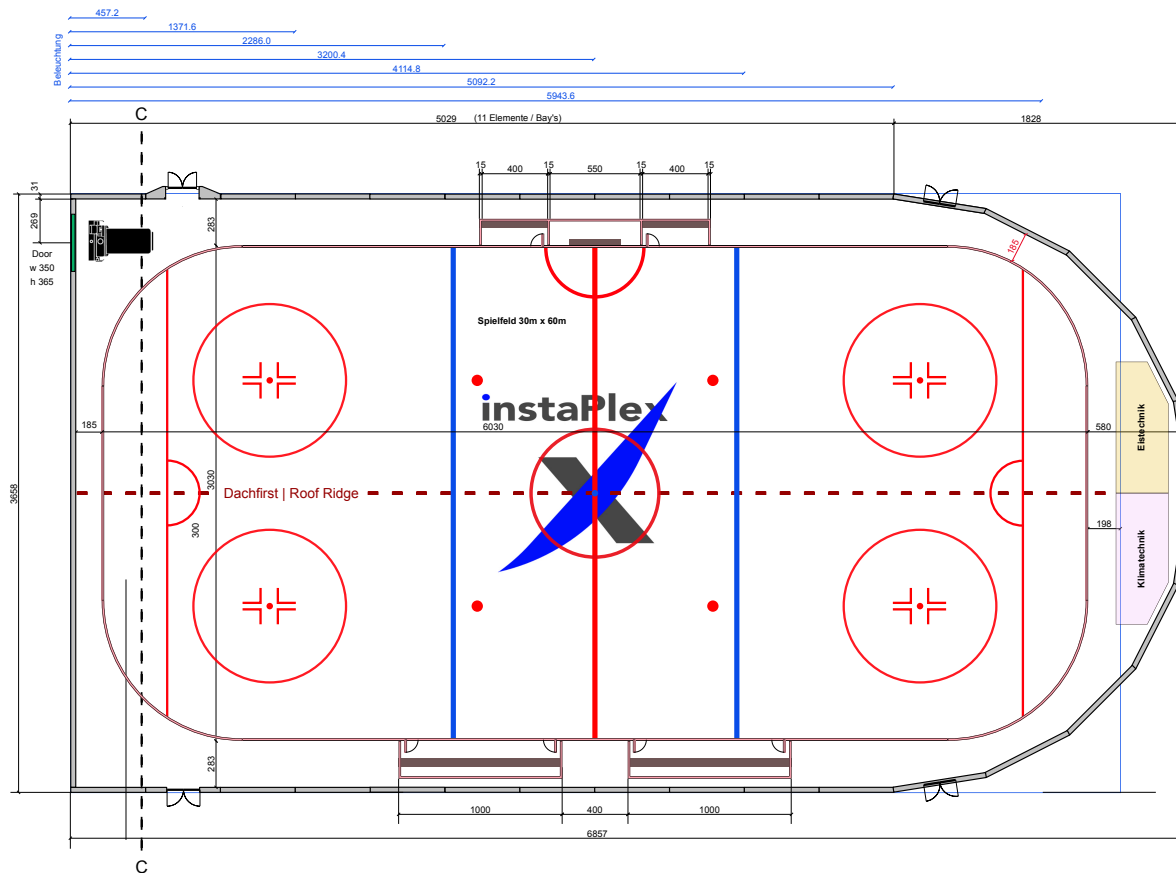 457.2
1371.6
2286.0
3200.4
4114.8
5092.2
5943.6
Beleuchtung
C
5029 (11 Elemente / Bay's)
1828
15 400 15 550 15 400 15
31
269
283
185
Door
w 350
h 365
Spielfeld 30m x 60m
instaPlex
X
185
6030
580
Eistechnik
3658
3030
Dachfirst | Roof Ridge
300
198
Klimatechnik
283
1000
400
1000
6857
C